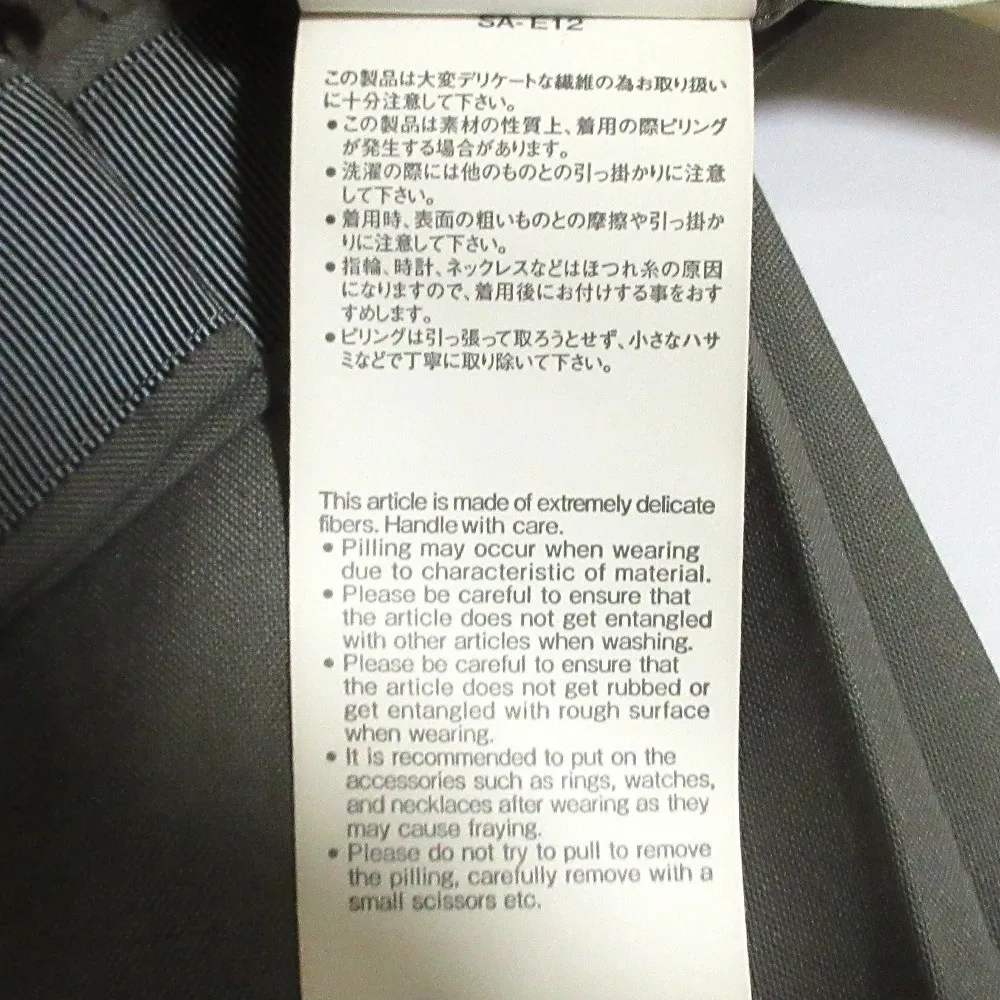 SA-E12
この製品は大変デリケートな繊維の為お取り扱い
に十分注意して下さい。
●この製品は素材の性質上、着用の際ピリング
が発生する場合があります。
●洗濯の際には他のものとの引っ掛かりに注意
して下さい。
●着用時、表面の粗いものとの摩擦や引っ掛か
りに注意して下さい。
●指輪、時計、ネックレスなどはほつれ糸の原因
になりますので、着用後にお付けする事をおす
すめします。
●ピリングは引っ張って取ろうとせず、小さなハサ
ミなどで丁寧に取り除いて下さい。
This article is made of extremely delicate
fibers. Handle with care.
● Pilling may occur when wearing
due to characteristic of material.
● Please be careful to ensure that
the article does not get entangled
with other articles when washing.
● Please be careful to ensure that
the article does not get rubbed or
get entangled with rough surface
when wearing.
● It is recommended to put on the
accessories such as rings, watches,
and necklaces after wearing as they
may cause fraying.
● Please do not try to pull to remove
the pilling, carefully remove with a
small scissors etc.